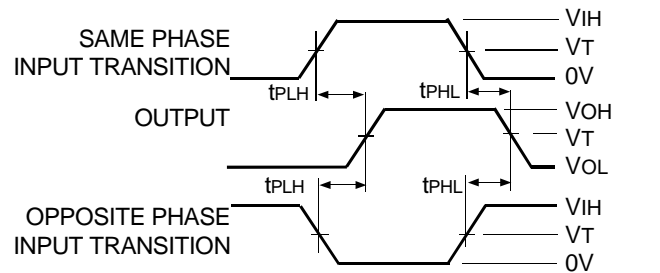 SAME PHASE
INPUT TRANSITION
VIH
VT
0V
tPLH
tPHL
OUTPUT
VOH
VT
VOL
tPLH
tPHL
OPPOSITE PHASE
INPUT TRANSITION
VIH
VT
0V